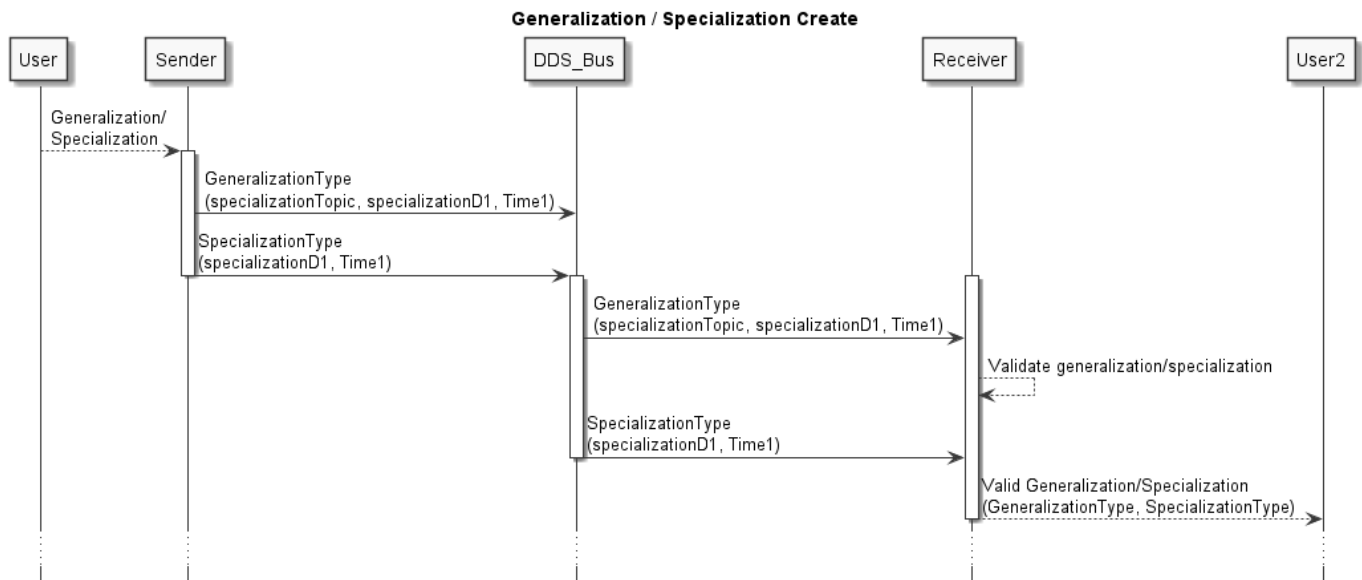 Generalization / Specialization Create
User
Sender
DDS_Bus
Receiver
User2
Generalization/
Specialization
GeneralizationType
(specializationTopic, specializationD1, Time1)
SpecializationType
(specializationD1, Time1)
GeneralizationType
(specializationTopic, specializationD1, Time1)
Validate generalization/specialization
SpecializationType
(specializationD1, Time1)
Valid Generalization/Specialization
(GeneralizationType, SpecializationType)